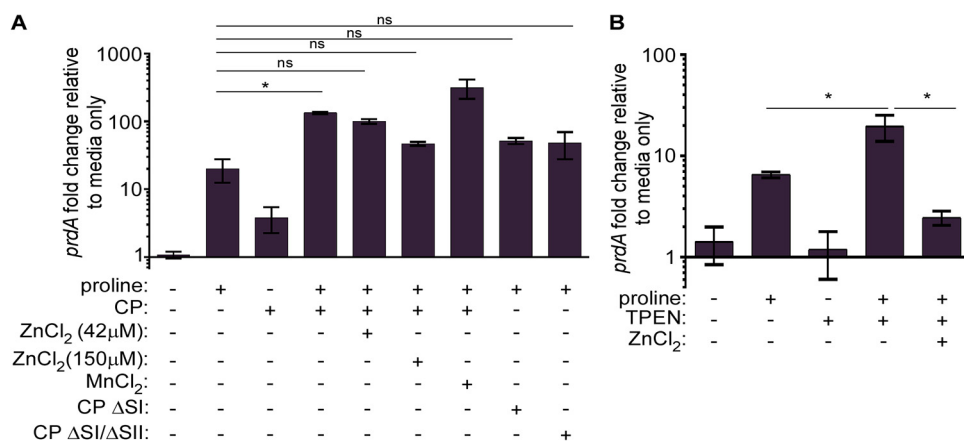 A
ns
ns
ns
ns
*
prdA fold change relative
to media only
1000
100
10
1
proline: - + - + + + + + +
CP: - - + + + + + - -
ZnCl2 (42μM): - - - - + - - - -
ZnCl2(150μM): - - - - - + - - -
MnCl2: - - - - - - + - -
CP ΔSI: - - - - - - - + -
CP ΔSI/ΔSII: - - - - - - - - +
B
*
*
prdA fold change relative
to media only
100
10
1
proline: - + - + +
TPEN: - - + + +
ZnCl2: - - - - +